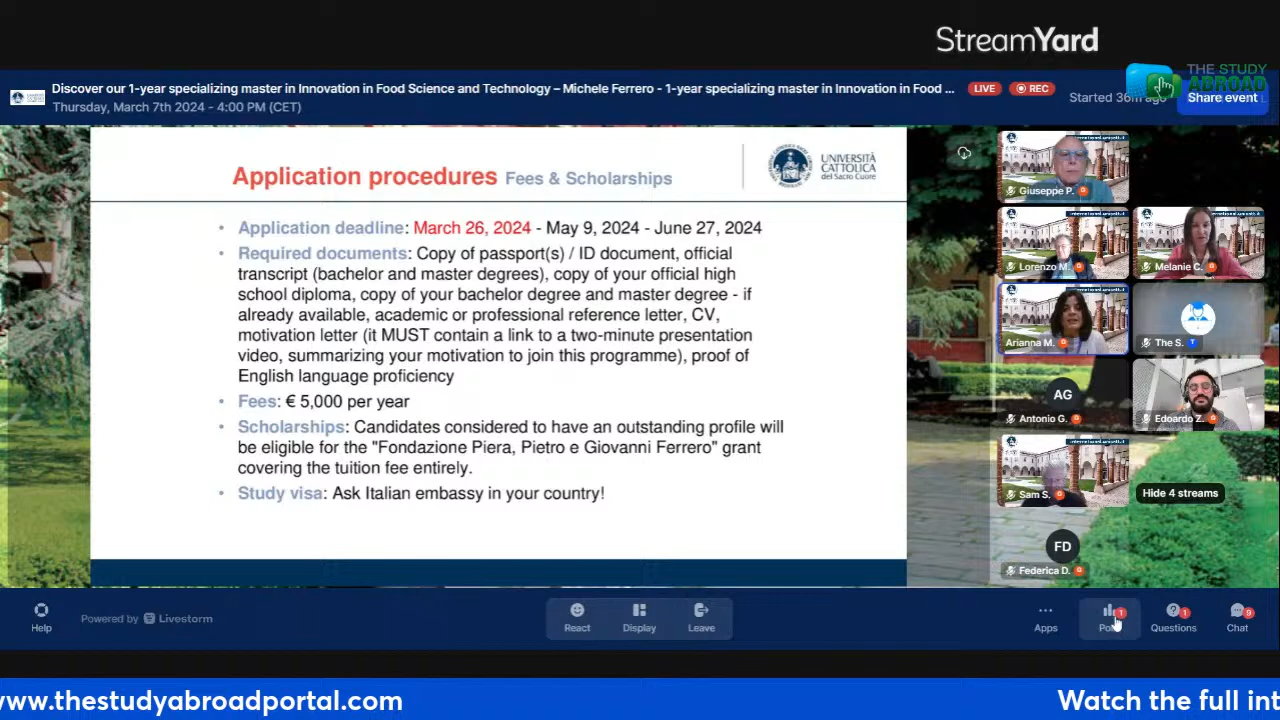 StreamYard
THE STUDY
ABROAD
Discover our 1-year specializing master in Innovation in Food Science and Technology – Michele Ferrero - 1-year specializing master in Innovation in Food ...
LIVE
REC
Thursday, March 7th 2024 - 4:00 PM (CET)
Started 36m ago
Share event
Application procedures Fees & Scholarships
UNIVERSITÀ
CATTOLICA
del Sacro Cuore
• Application deadline: March 26, 2024 - May 9, 2024 - June 27, 2024
• Required documents: Copy of passport(s) / ID document, official
transcript (bachelor and master degrees), copy of your official high
school diploma, copy of your bachelor degree and master degree - if
already available, academic or professional reference letter, CV,
motivation letter (it MUST contain a link to a two-minute presentation
video, summarizing your motivation to join this programme), proof of
English language proficiency
• Fees: € 5,000 per year
• Scholarships: Candidates considered to have an outstanding profile will
be eligible for the "Fondazione Piera, Pietro e Giovanni Ferrero" grant
covering the tuition fee entirely.
• Study visa: Ask Italian embassy in your country!
Giuseppe P.
Lorenzo M.
Melanie C.
Arianna M.
The S.
AG
Antonio G.
Edoardo Z.
Sam S.
Hide 4 streams
FD
Federica D.
Help
Powered by Livestorm
React
Display
Leave
Apps
1
1
Questions
9
Chat
www.thestudyabroadportal.com
Watch the full int